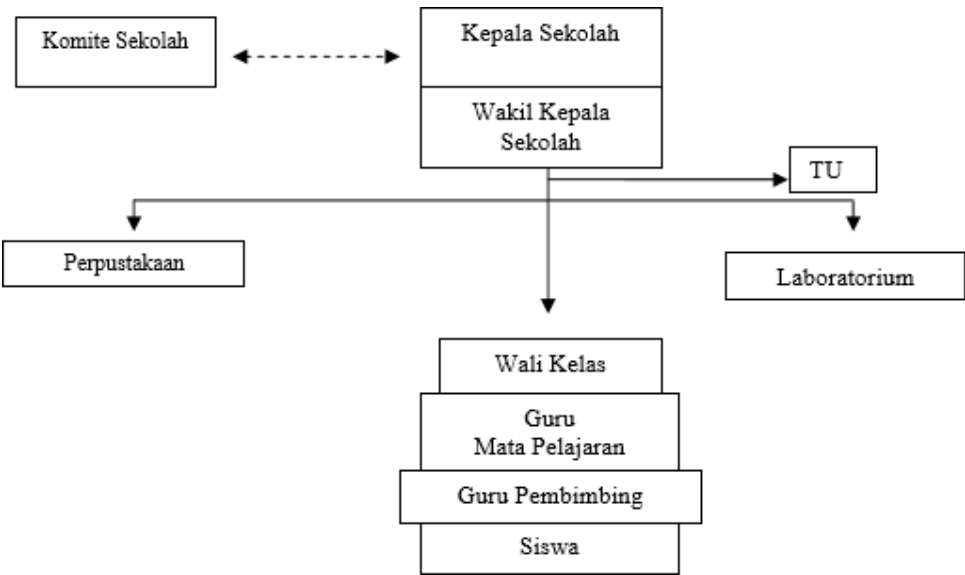 Komite Sekolah
Kepala Sekolah
Wakil Kepala
Sekolah
TU
Perpustakaan
Laboratorium
Wali Kelas
Guru
Mata Pelajaran
Guru Pembimbing
Siswa